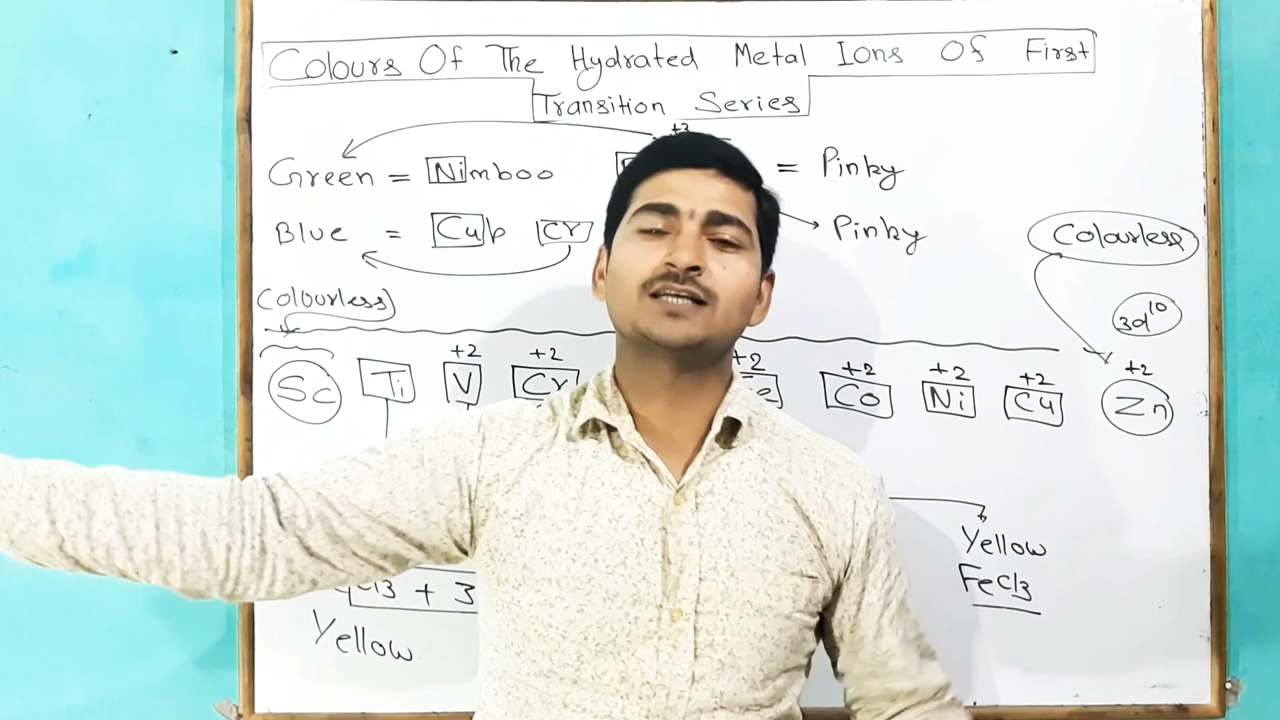 Colours Of The Hydrated Metal Ions Of First
Transition Series
+3
Green = Nimboo = Pinky
Blue = Cub Cr Pinky
Colourless
Colourless
3d¹⁰
+2 +2 +2 +2 +2 +2 +2
Sc Ti V Cr Co Ni Cu Zn
Yellow
FeCl3
Cl3 + 3
Yellow